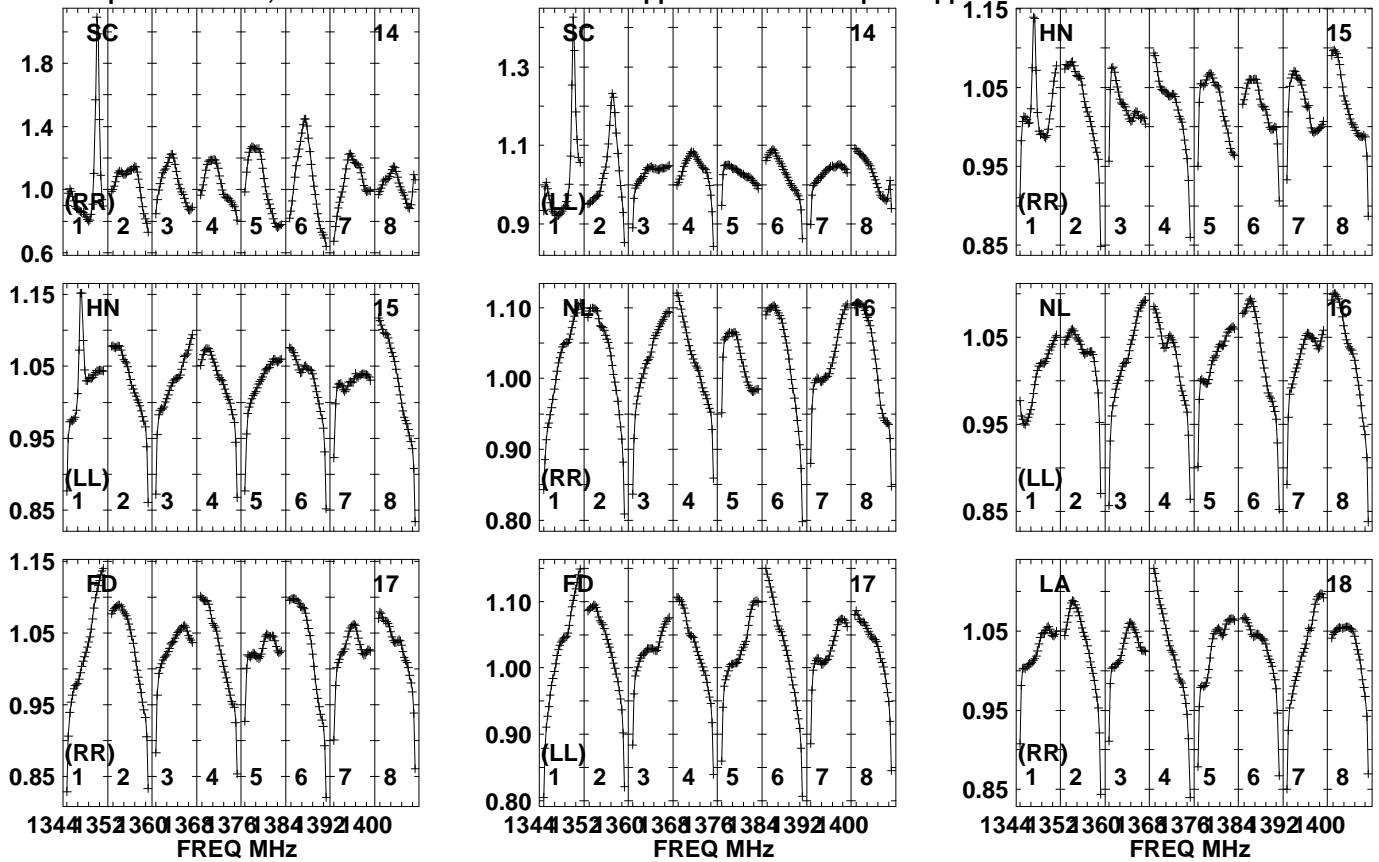 SC 14
1.8
1.4
1.0
0.6
(RR)
1 2 3 4 5 6 7 8
SC 14
1.3
1.1
0.9
(LL)
1 2 3 4 5 6 7 8
HN 15
1.15
1.05
0.95
0.85
(RR)
1 2 3 4 5 6 7 8
HN 15
1.15
1.05
0.95
0.85
(LL)
1 2 3 4 5 6 7 8
NL 16
1.10
1.00
0.90
0.80
(RR)
1 2 3 4 5 6 7 8
NL 16
1.05
0.95
0.85
(LL)
1 2 3 4 5 6 7 8
FD 17
1.15
1.05
0.95
0.85
(RR)
1 2 3 4 5 6 7 8
1344 1352 1360 1368 1376 1384 1392 1400
FREQ MHz
FD 17
1.10
1.00
0.90
0.80
(LL)
1 2 3 4 5 6 7 8
1344 1352 1360 1368 1376 1384 1392 1400
FREQ MHz
LA 18
1.05
0.95
0.85
(RR)
1 2 3 4 5 6 7 8
1344 1352 1360 1368 1376 1384 1392 1400
FREQ MHz